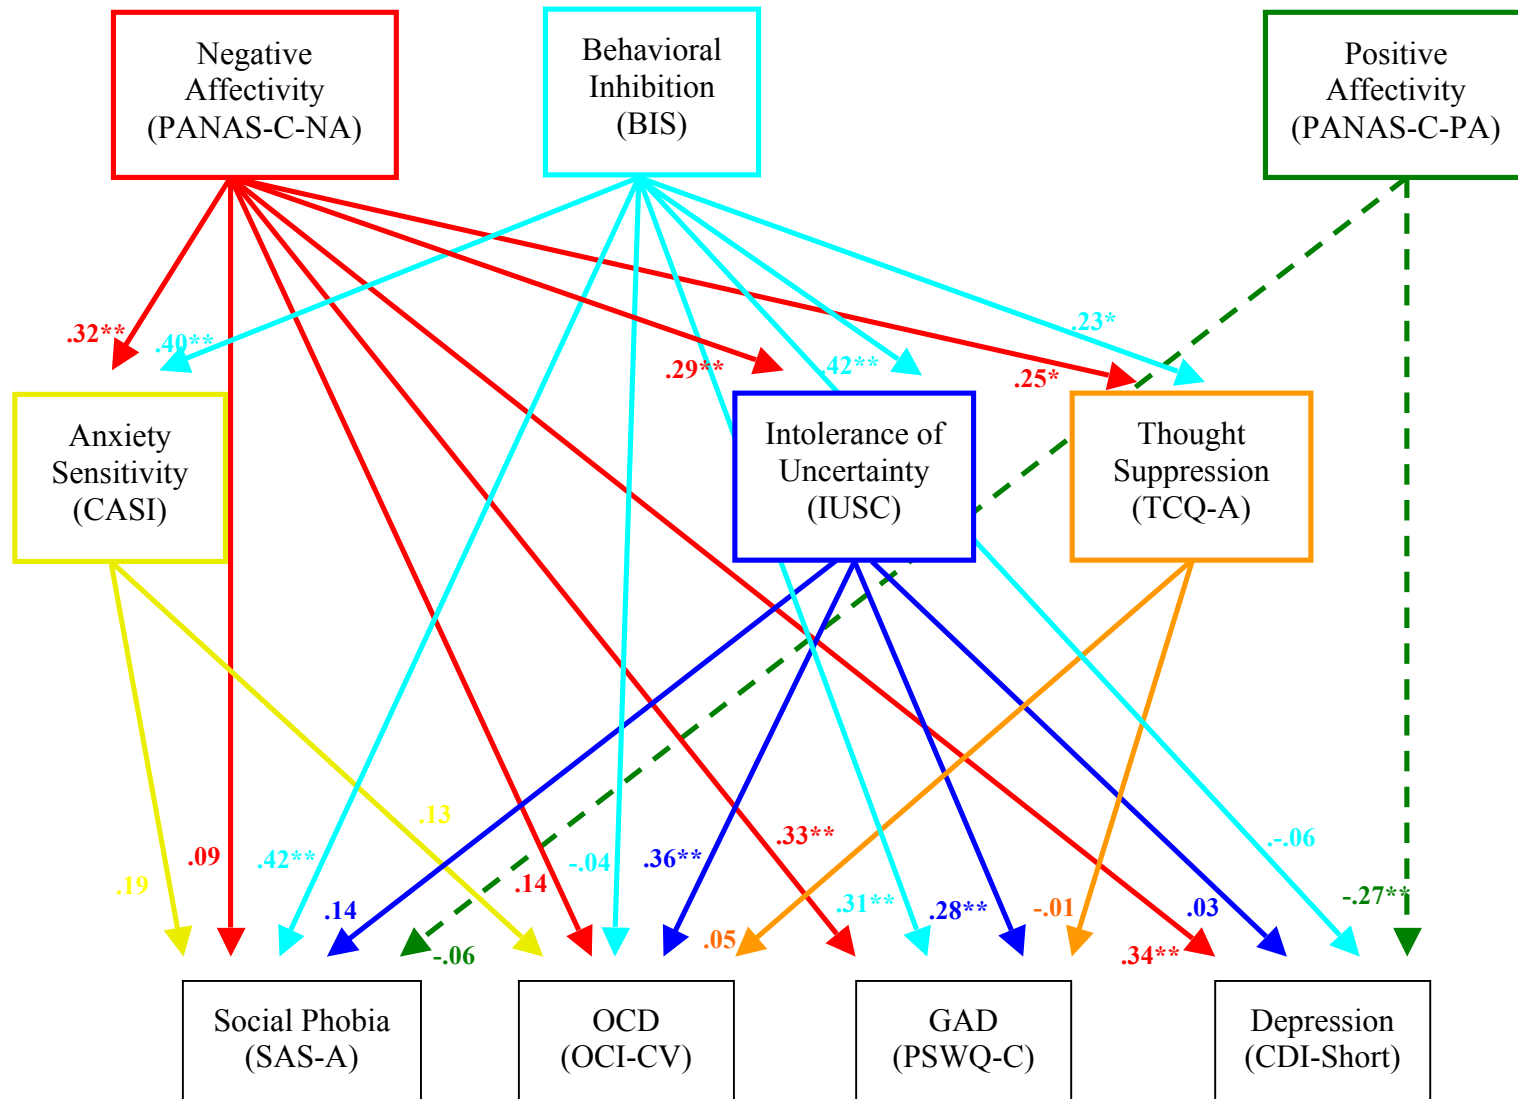 Negative
Affectivity
(PANAS-C-NA)
Behavioral
Inhibition
(BIS)
Positive
Affectivity
(PANAS-C-PA)
.32**
.40**
.29**
.42**
.25*
.23*
Anxiety
Sensitivity
(CASI)
Intolerance of
Uncertainty
(IUSC)
Thought
Suppression
(TCQ-A)
.19
.09
.13
.42**
.14
-.06
.14
-.04
.36**
.05
.33**
.31**
.28**
-.01
.34**
.03
.-.06
-.27**
Social Phobia
(SAS-A)
OCD
(OCI-CV)
GAD
(PSWQ-C)
Depression
(CDI-Short)